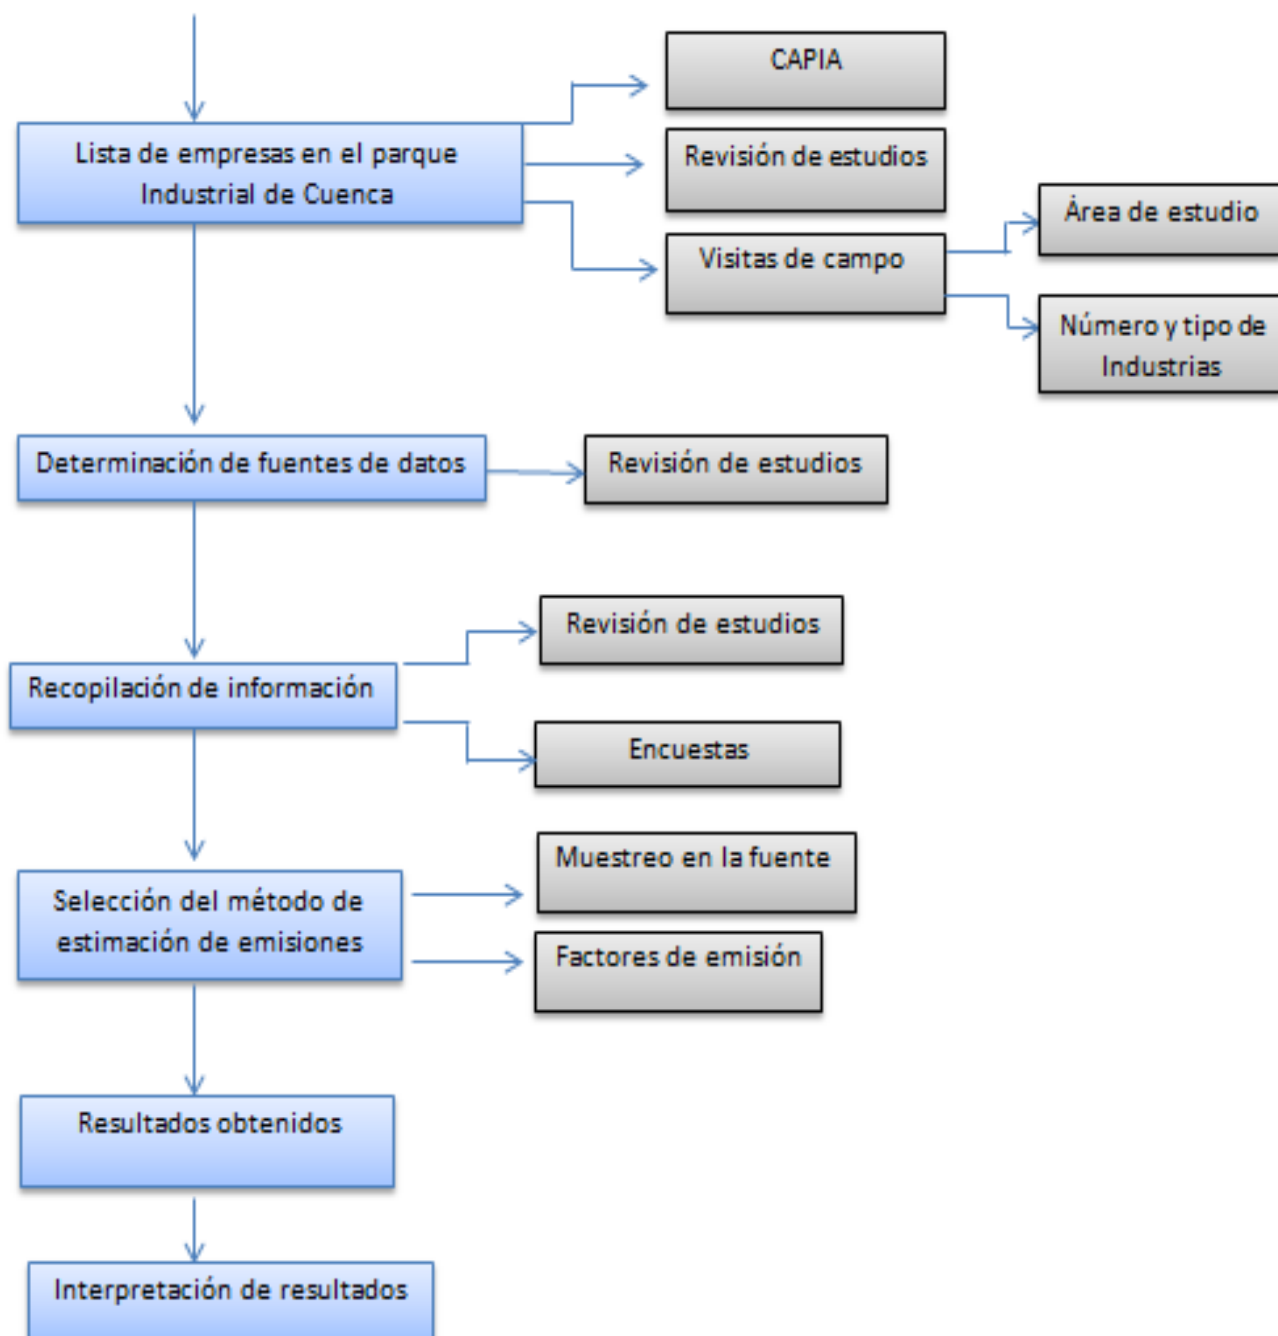 CAPIA
Lista de empresas en el parque
Industrial de Cuenca
Revisión de estudios
Visitas de campo
Área de estudio
Número y tipo de
Industrias
Determinación de fuentes de datos
Revisión de estudios
Recopilación de información
Revisión de estudios
Encuestas
Selección del método de
estimación de emisiones
Muestreo en la fuente
Factores de emisión
Resultados obtenidos
Interpretación de resultados